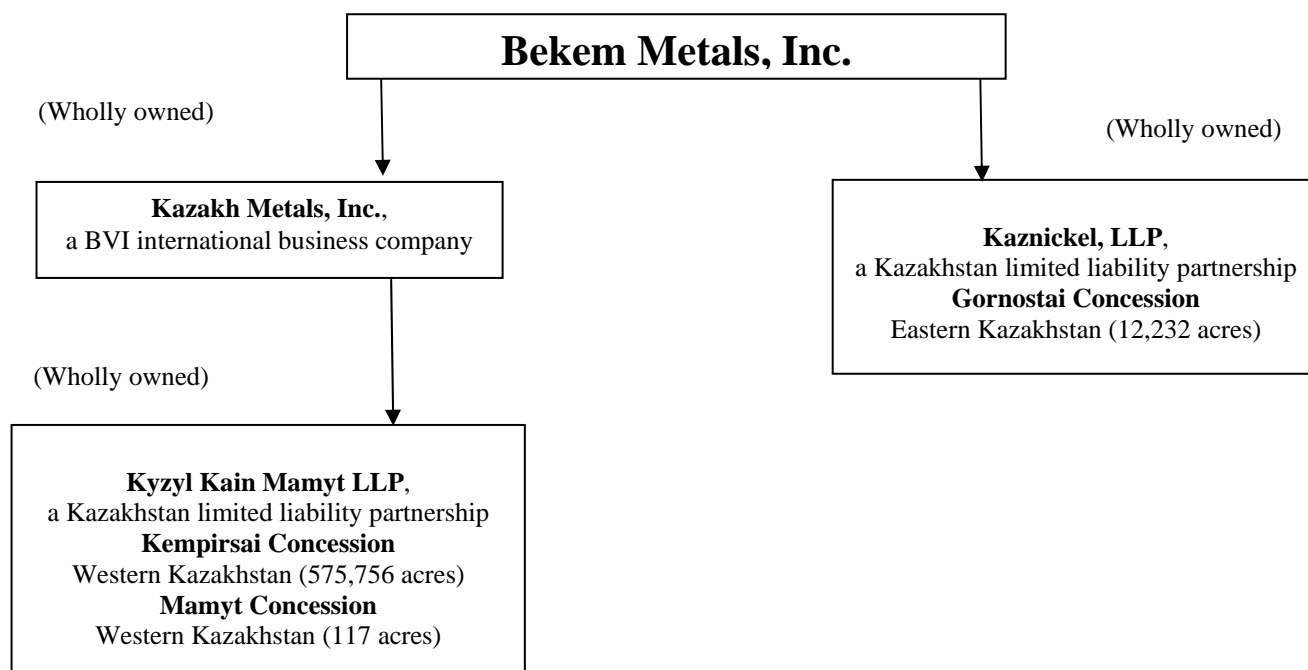 Bekem Metals, Inc.
(Wholly owned)
(Wholly owned)
Kazakh Metals, Inc.,
a BVI international business company
Kaznickel, LLP,
a Kazakhstan limited liability partnership
Gornostai Concession
Eastern Kazakhstan (12,232 acres)
(Wholly owned)
Kyzyl Kain Mamyt LLP,
a Kazakhstan limited liability partnership
Kempirsai Concession
Western Kazakhstan (575,756 acres)
Mamyt Concession
Western Kazakhstan (117 acres)